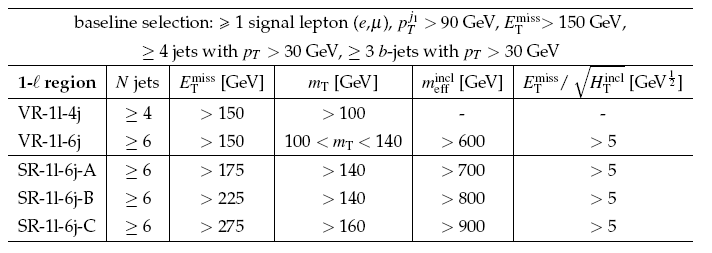 baseline selection: ⩾ 1 signal lepton (e,μ), p_T^{j_1} > 90 GeV, E_T^{miss} > 150 GeV,
≥ 4 jets with p_T > 30 GeV, ≥ 3 b-jets with p_T > 30 GeV
1-ℓ region N jets E_T^{miss} [GeV] m_T [GeV] m_{eff}^{incl} [GeV] E_T^{miss} / √H_T^{incl} [GeV^{1/2}]
VR-1l-4j ≥ 4 > 150 > 100 - -
VR-1l-6j ≥ 6 > 150 100 < m_T < 140 > 600 > 5
SR-1l-6j-A ≥ 6 > 175 > 140 > 700 > 5
SR-1l-6j-B ≥ 6 > 225 > 140 > 800 > 5
SR-1l-6j-C ≥ 6 > 275 > 160 > 900 > 5